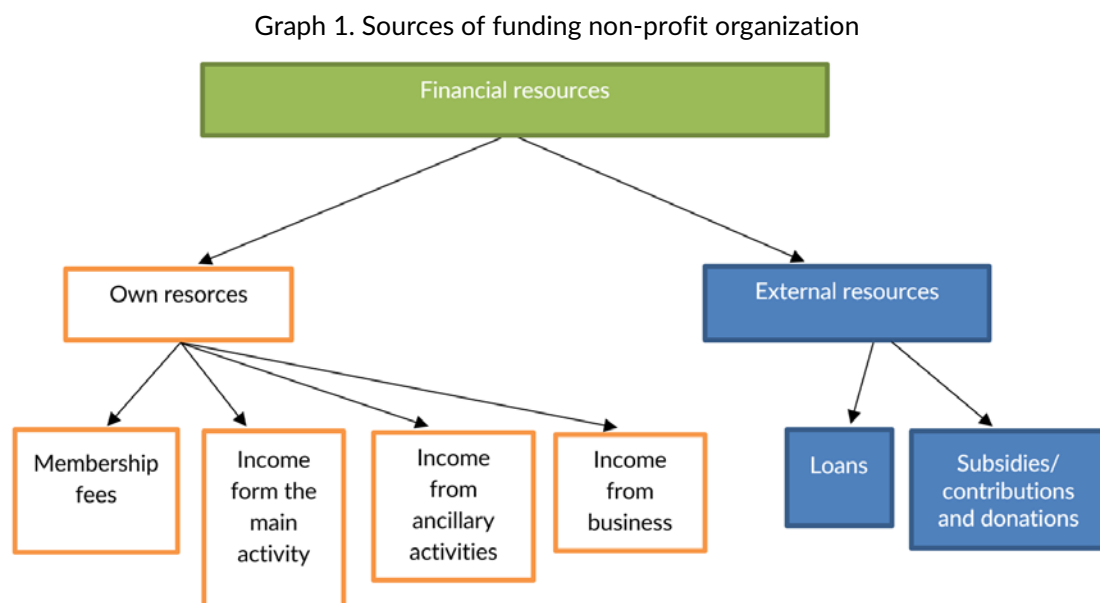 Graph 1. Sources of funding non-profit organization
Financial resources
Own resorces
External resources
Membership
fees
Income
form the
main
activity
Income
from
ancillary
activities
Income
from
business
Loans
Subsidies/
contributions
and donations